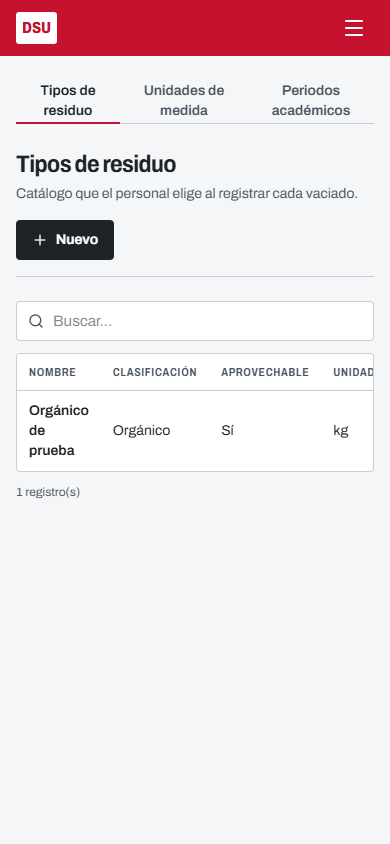 DSU
Tipos de
residuo
Unidades de
medida
Periodos
académicos
Tipos de residuo
Catálogo que el personal elige al registrar cada vaciado.
Nuevo
Buscar...
NOMBRE CLASIFICACIÓN APROVECHABLE UNIDAD
Orgánico
de
prueba
Orgánico Sí kg
1 registro(s)